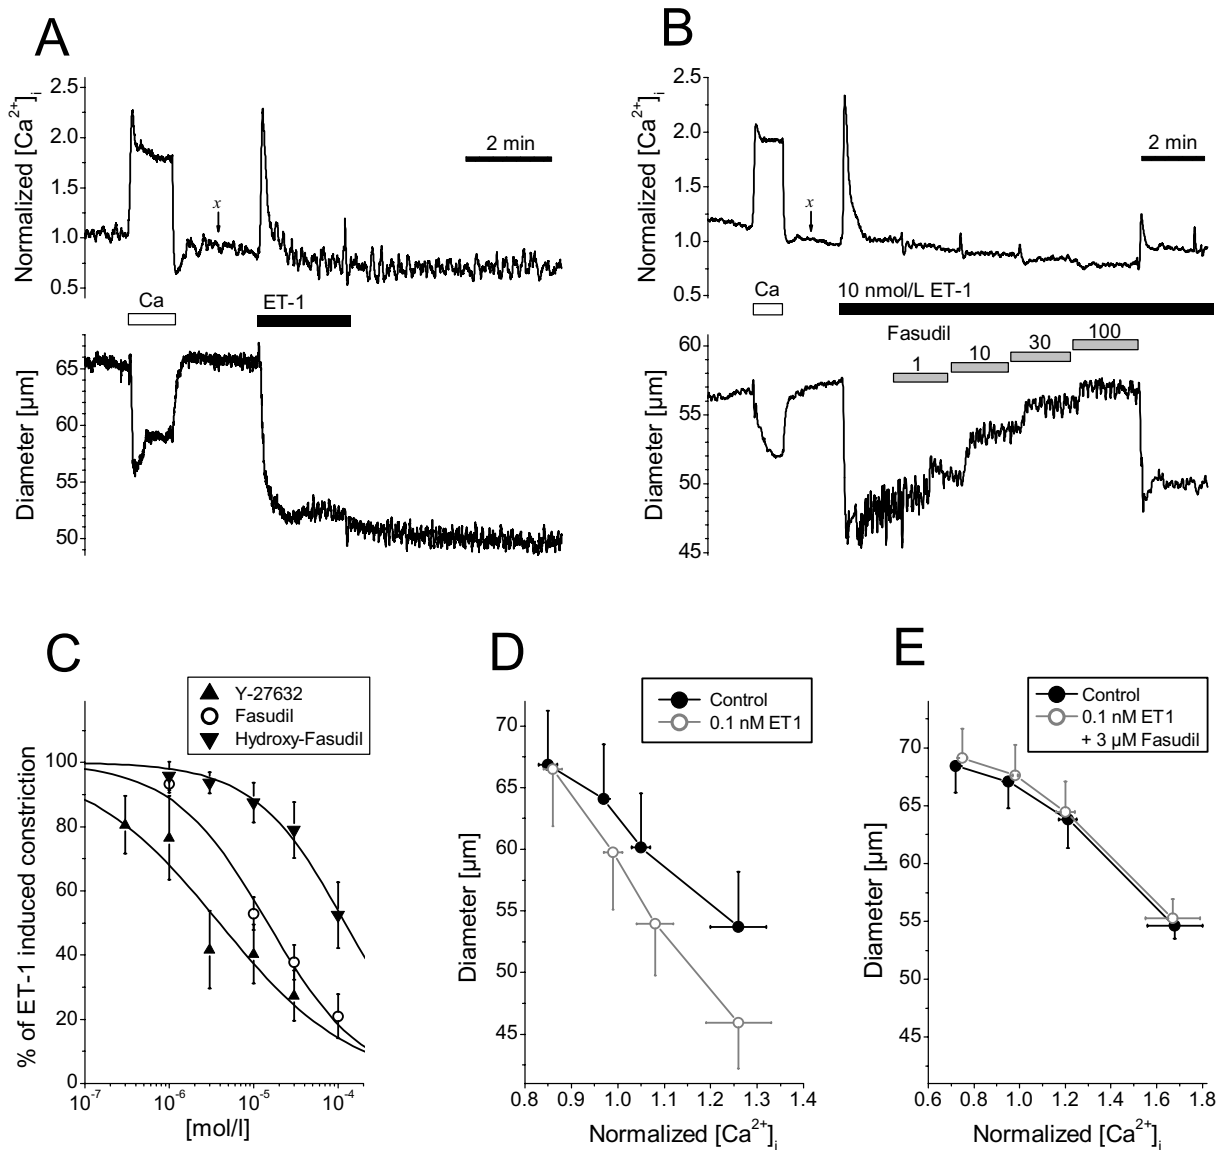 A
B
Normalized [Ca2+]i
2.5
2.0
1.5
1.0
0.5
x
2 min
Ca
ET-1
Diameter [µm]
65
60
55
50
Normalized [Ca2+]i
2.5
2.0
1.5
1.0
0.5
x
2 min
Ca
10 nmol/L ET-1
Fasudil
1
10
30
100
Diameter [µm]
60
55
50
45
C
D
E
Y-27632
Fasudil
Hydroxy-Fasudil
% of ET-1 induced constriction
100
80
60
40
20
0
10-7 10-6 10-5 10-4
[mol/l]
Control
0.1 nM ET1
Diameter [µm]
70
65
60
55
50
45
0.8 0.9 1.0 1.1 1.2 1.3 1.4
Normalized [Ca2+]i
Control
0.1 nM ET1
+ 3 µM Fasudil
Diameter [µm]
70
65
60
55
50
45
0.6 0.8 1.0 1.2 1.4 1.6 1.8
Normalized [Ca2+]i